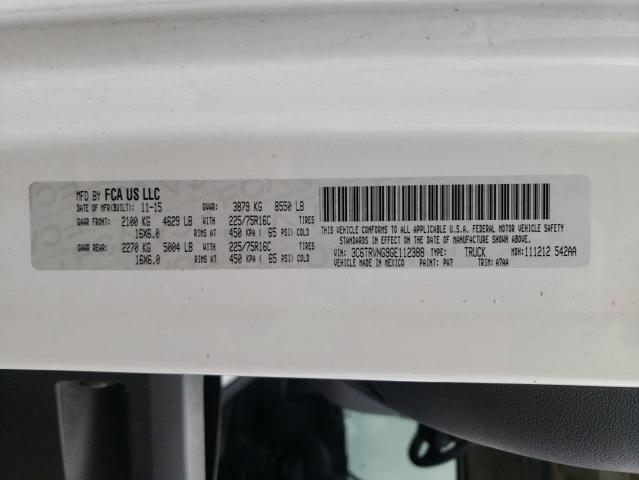 MFD BY FCA US LLC
DATE OF MFR(BUILT): 11-15 GVWR: 3879 KG 8550 LB
GAWR FRONT: 2100 KG 4629 LB WITH 225/75R16C TIRES
16X6.0 RIMS AT 450 KPA ( 65 PSI) COLD
GAWR REAR: 2270 KG 5004 LB WITH 225/75R16C TIRES
16X6.0 RIMS AT 450 KPA ( 65 PSI) COLD
THIS VEHICLE CONFORMS TO ALL APPLICABLE U.S.A. FEDERAL MOTOR VEHICLE SAFETY
STANDARDS IN EFFECT ON THE DATE OF MANUFACTURE SHOWN ABOVE.
VIN: 3C6TRVNG9GE112388 TYPE: TRUCK MDH: 111212 542AA
VEHICLE MADE IN MEXICO PAINT: PW7 TRIM: A7AA